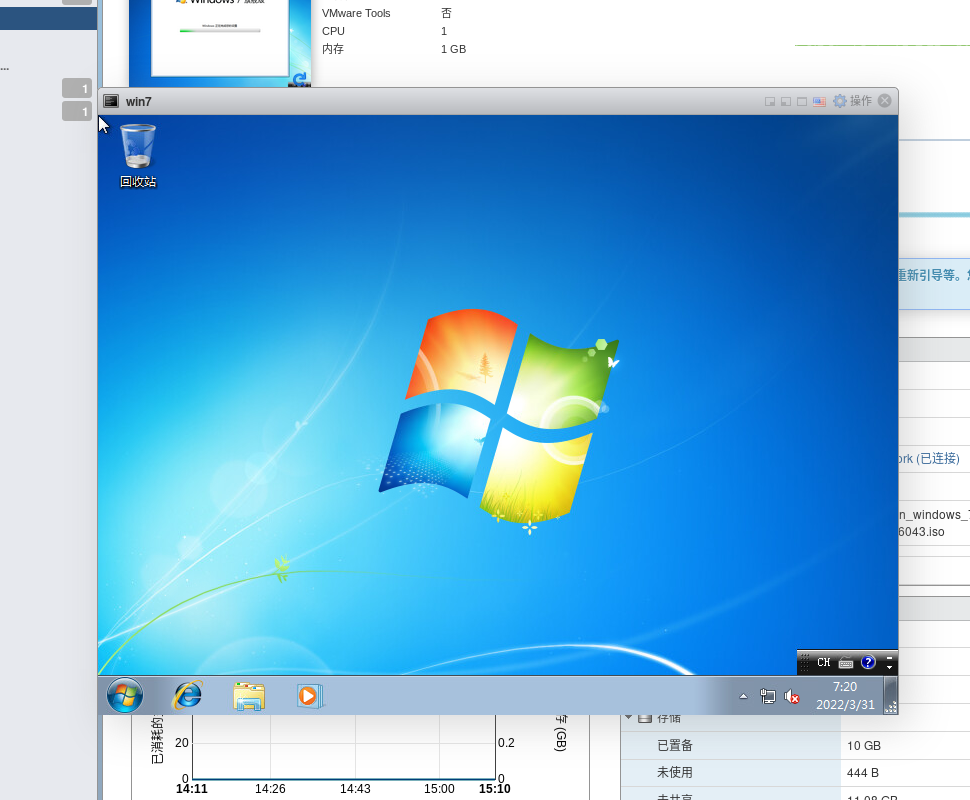 Windows 7 旗舰版
VMware Tools 否
CPU 1
内存 1 GB
...
1
1
win7
操作
回收站
重新引导等。
ork (已连接)
n_windows_7
6043.iso
CH
?
7:20
2022/3/31
存储
已消耗的
20
0.2
存 (GB)
0
0
14:11 14:26 14:43 15:00 15:10
已置备 10 GB
未使用 444 B
未共享 11.08 GB